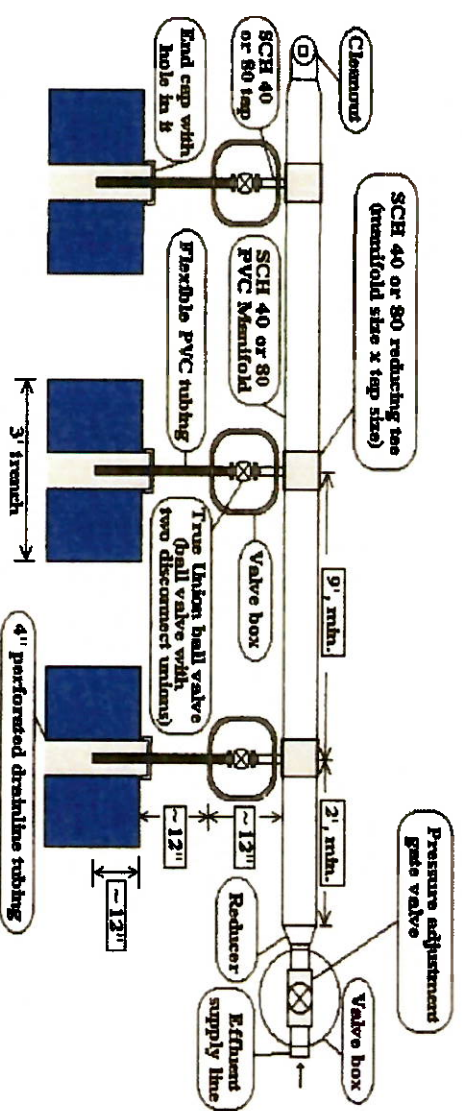 Cleanout
SCH 40 or 80 reducing tee
(manifold size x tap size)
Pressure adjustment
gate valve
Valve box
SCH 40
or 80 tap
SCH 40 or 80
PVC Manifold
Valve box
9', min.
2', min.
Reducer
Effluent
supply line
End cap with
hole in it
Flexible PVC tubing
True Union ball valve
(ball valve with
two disconnect unions)
~12"
~12"
~12"
3' trench
4" perforated drainline tubing